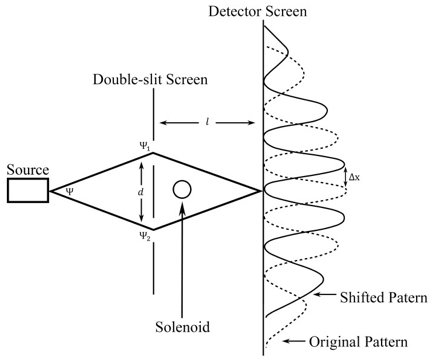 Detector Screen
Double-slit Screen
l
Ψ1
Source
Ψ
d
Δx
Ψ2
Shifted Patern
Solenoid
Original Pattern